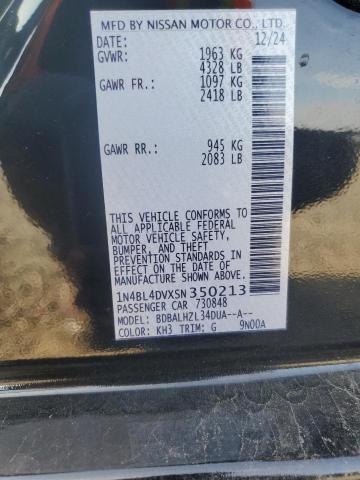 MFD BY NISSAN MOTOR CO., LTD.
DATE: 12/24
GVWR: 1963 KG
4328 LB
GAWR FR.: 1097 KG
2418 LB
GAWR RR.: 945 KG
2083 LB
THIS VEHICLE CONFORMS TO
ALL APPLICABLE FEDERAL
MOTOR VEHICLE SAFETY,
BUMPER, AND THEFT
PREVENTION STANDARDS
IN EFFECT ON THE DATE OF
MANUFACTURE SHOWN ABOVE.
1N4BL4DVXSN350213
PASSENGER CAR 730848
MODEL: BDBALHZL34DUA--A--
COLOR: KH3 TRIM: G 9N00A